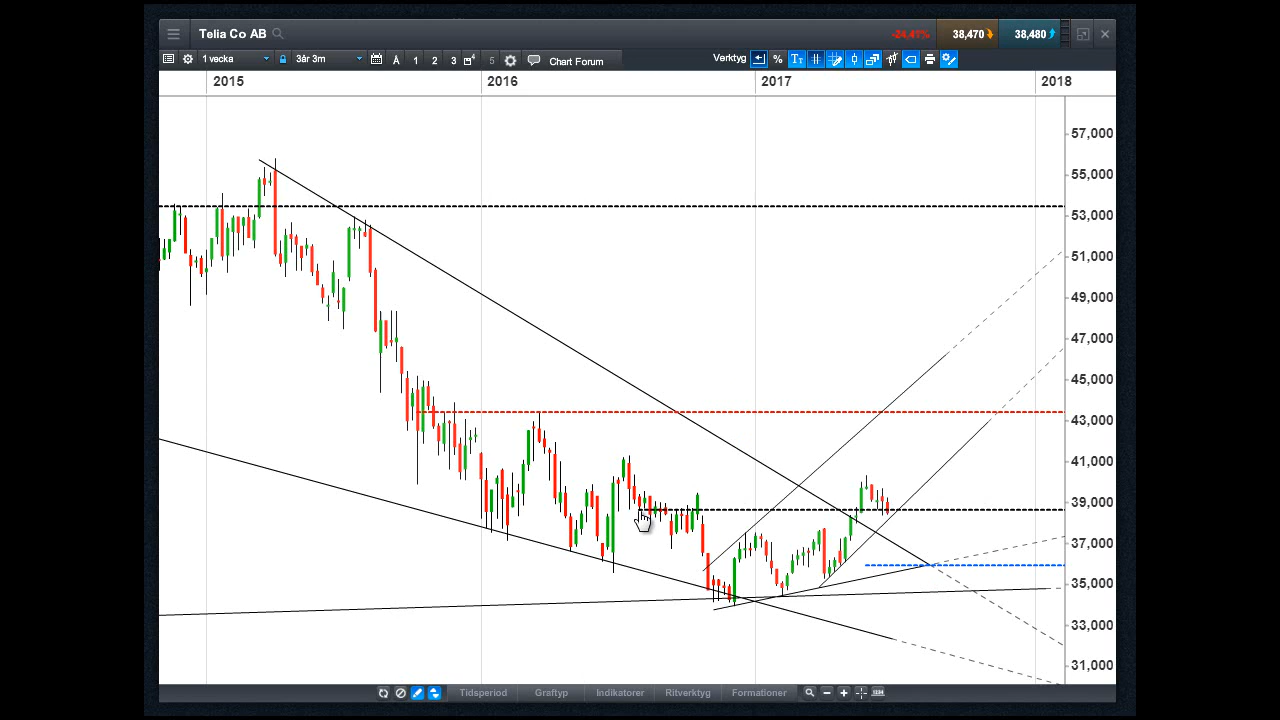 Telia Co AB
-24,41%
38,470
38,480
1 vecka
3år 3m
A
1
2
3
5
Chart Forum
Verktyg
%
2015
2016
2017
2018
57,000
55,000
53,000
51,000
49,000
47,000
45,000
43,000
41,000
39,000
37,000
35,000
33,000
31,000
Tidsperiod
Graftyp
Indikatorer
Ritverktyg
Formationer